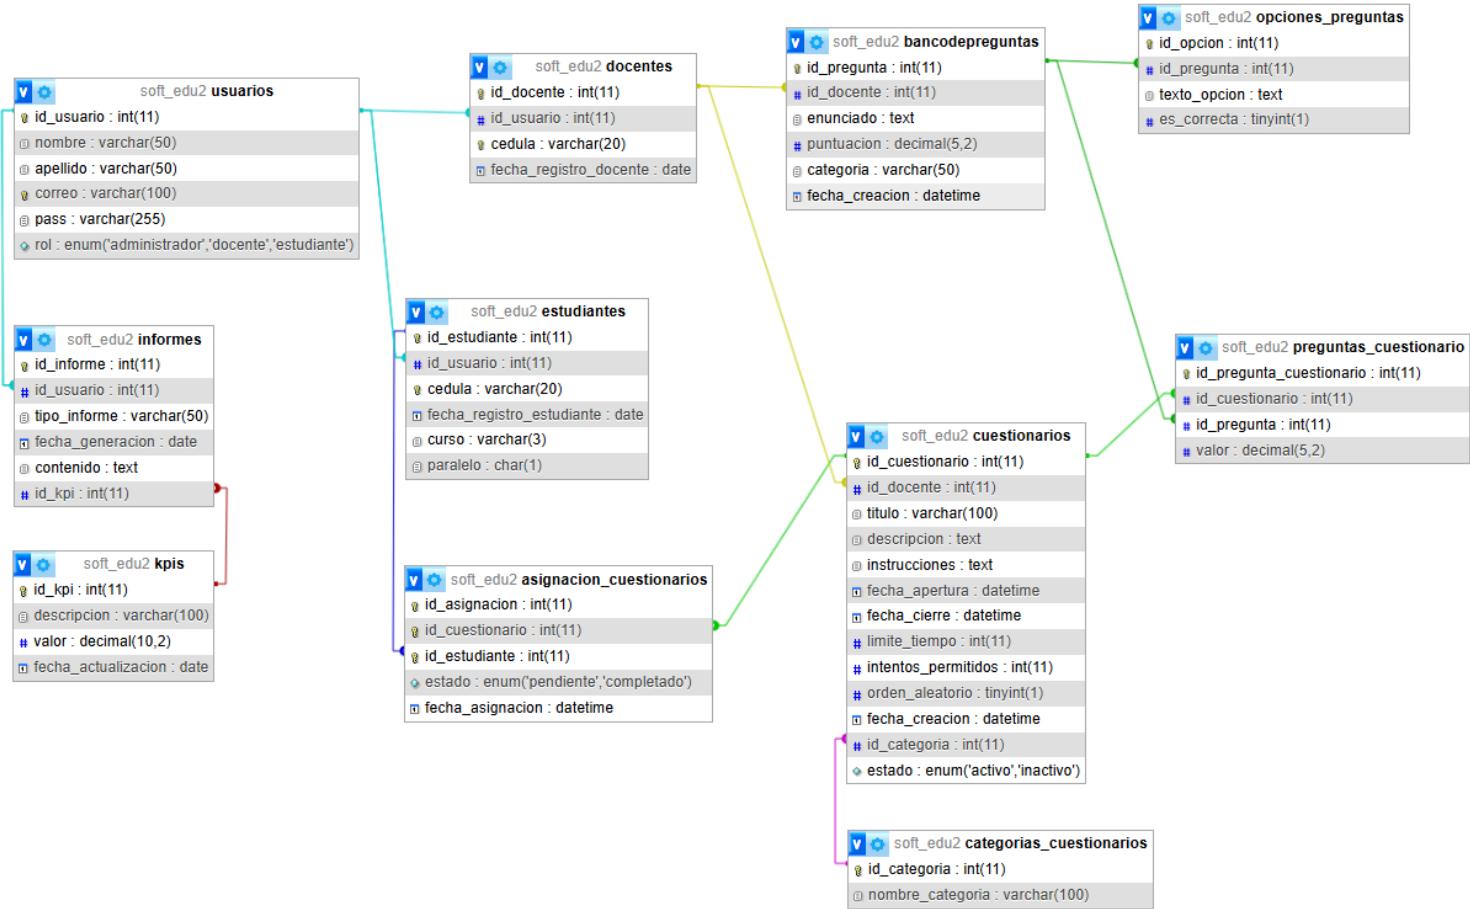 soft_edu2 usuarios
id_usuario : int(11)
nombre : varchar(50)
apellido : varchar(50)
correo : varchar(100)
pass : varchar(255)
rol : enum('administrador','docente','estudiante')
soft_edu2 docentes
id_docente : int(11)
id_usuario : int(11)
cedula : varchar(20)
fecha_registro_docente : date
soft_edu2 bancodepreguntas
id_pregunta : int(11)
id_docente : int(11)
enunciado : text
puntuacion : decimal(5,2)
categoria : varchar(50)
fecha_creacion : datetime
soft_edu2 opciones_preguntas
id_opcion : int(11)
id_pregunta : int(11)
texto_opcion : text
es_correcta : tinyint(1)
soft_edu2 informes
id_informe : int(11)
id_usuario : int(11)
tipo_informe : varchar(50)
fecha_generacion : date
contenido : text
id_kpi : int(11)
soft_edu2 estudiantes
id_estudiante : int(11)
id_usuario : int(11)
cedula : varchar(20)
fecha_registro_estudiante : date
curso : varchar(3)
paralelo : char(1)
soft_edu2 preguntas_cuestionario
id_pregunta_cuestionario : int(11)
id_cuestionario : int(11)
id_pregunta : int(11)
valor : decimal(5,2)
soft_edu2 cuestionarios
id_cuestionario : int(11)
id_docente : int(11)
titulo : varchar(100)
descripcion : text
instrucciones : text
fecha_apertura : datetime
fecha_cierre : datetime
limite_tiempo : int(11)
intentos_permitidos : int(11)
orden_aleatorio : tinyint(1)
fecha_creacion : datetime
id_categoria : int(11)
estado : enum('activo','inactivo')
soft_edu2 kpis
id_kpi : int(11)
descripcion : varchar(100)
valor : decimal(10,2)
fecha_actualizacion : date
soft_edu2 asignacion_cuestionarios
id_asignacion : int(11)
id_cuestionario : int(11)
id_estudiante : int(11)
estado : enum('pendiente','completado')
fecha_asignacion : datetime
soft_edu2 categorias_cuestionarios
id_categoria : int(11)
nombre_categoria : varchar(100)